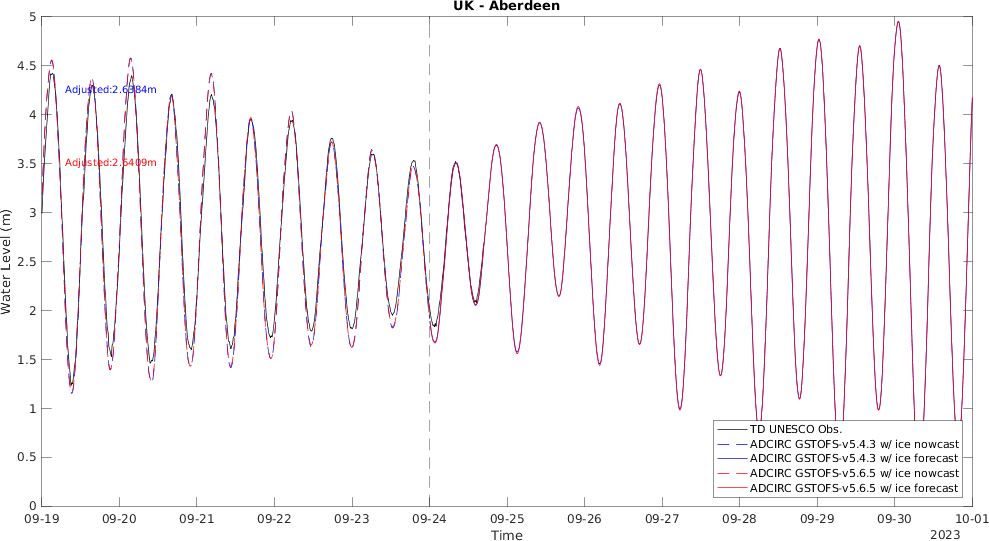 UK - Aberdeen
5
4.5
4
3.5
3
2.5
2
1.5
1
0.5
0
Water Level (m)
Adjusted:2.6384m
Adjusted:2.6409m
TD UNESCO Obs.
ADCIRC GSTOFS-v5.4.3 w/ ice nowcast
ADCIRC GSTOFS-v5.4.3 w/ ice forecast
ADCIRC GSTOFS-v5.6.5 w/ ice nowcast
ADCIRC GSTOFS-v5.6.5 w/ ice forecast
09-19 09-20 09-21 09-22 09-23 09-24 09-25 09-26 09-27 09-28 09-29 09-30 10-01
Time
2023